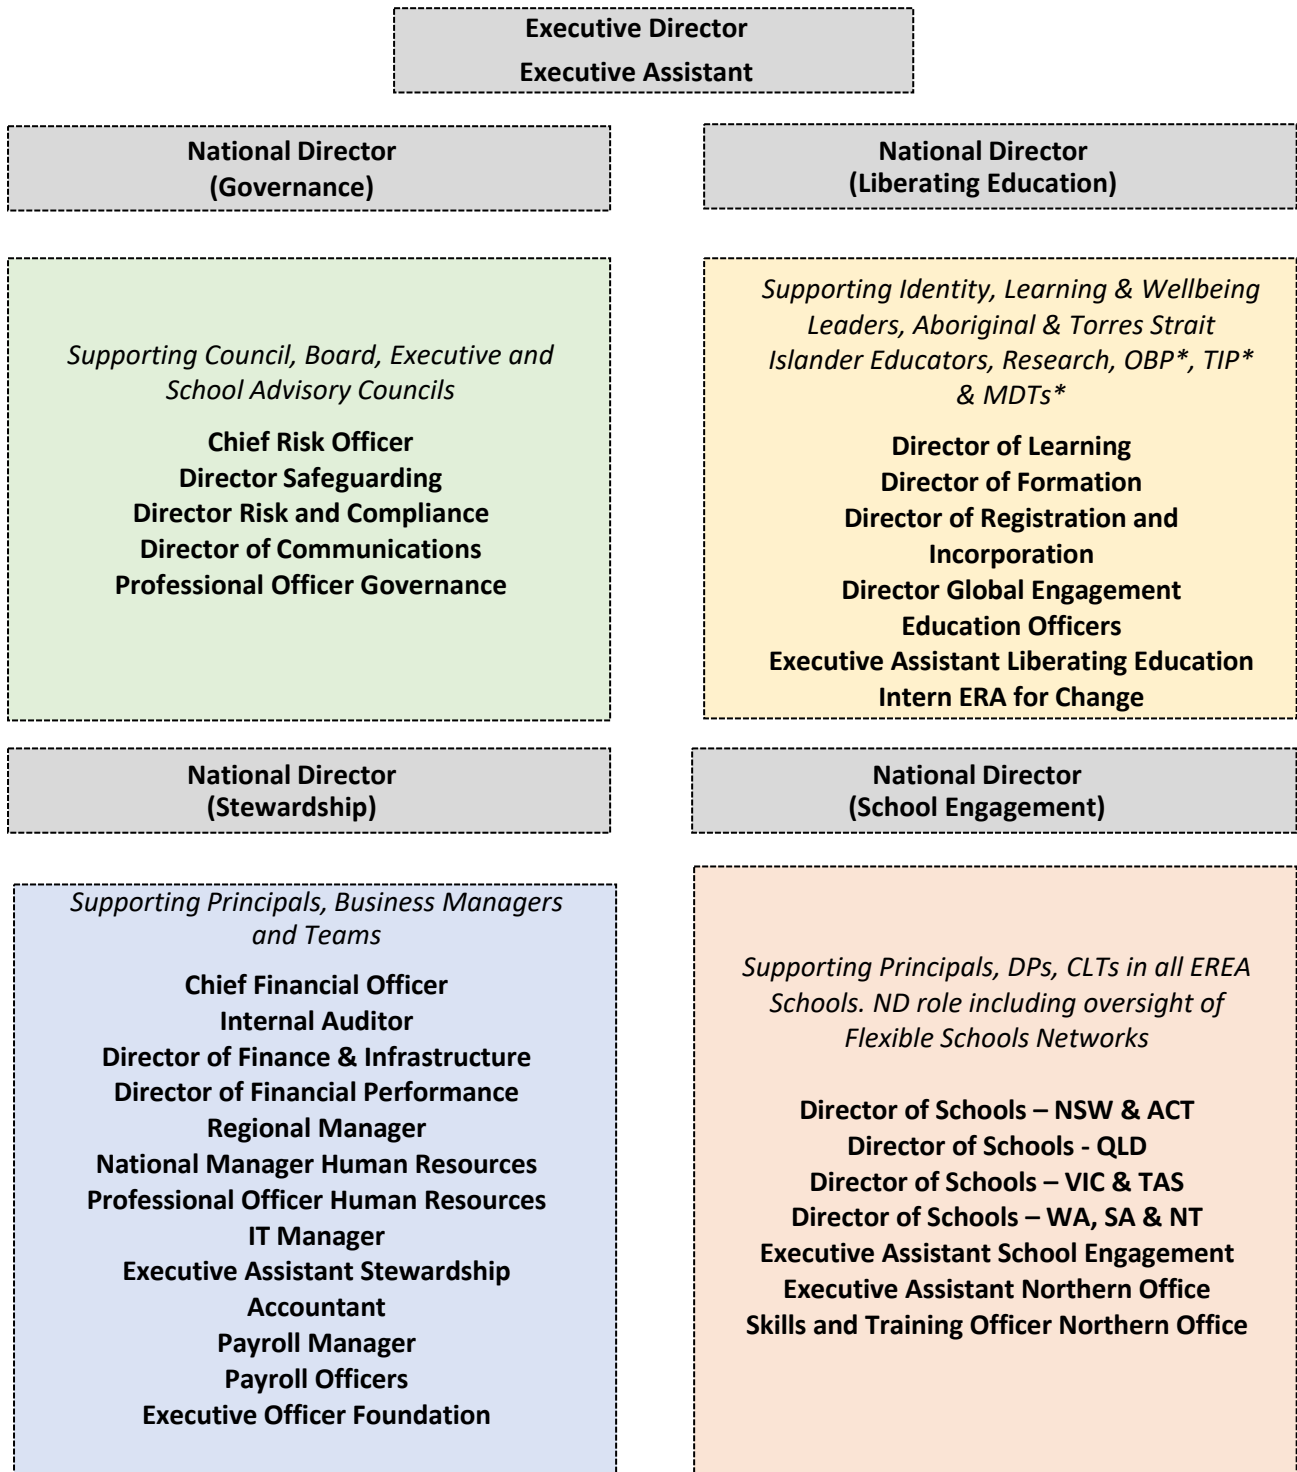 Executive Director
Executive Assistant
National Director
(Governance)
National Director
(Liberating Education)
Supporting Council, Board, Executive and
School Advisory Councils
Chief Risk Officer
Director Safeguarding
Director Risk and Compliance
Director of Communications
Professional Officer Governance
Supporting Identity, Learning & Wellbeing
Leaders, Aboriginal & Torres Strait
Islander Educators, Research, OBP*, TIP*
& MDTs*
Director of Learning
Director of Formation
Director of Registration and
Incorporation
Director Global Engagement
Education Officers
Executive Assistant Liberating Education
Intern ERA for Change
National Director
(Stewardship)
National Director
(School Engagement)
Supporting Principals, Business Managers
and Teams
Chief Financial Officer
Internal Auditor
Director of Finance & Infrastructure
Director of Financial Performance
Regional Manager
National Manager Human Resources
Professional Officer Human Resources
IT Manager
Executive Assistant Stewardship
Accountant
Payroll Manager
Payroll Officers
Executive Officer Foundation
Supporting Principals, DPs, CLTs in all EREA
Schools. ND role including oversight of
Flexible Schools Networks
Director of Schools – NSW & ACT
Director of Schools - QLD
Director of Schools – VIC & TAS
Director of Schools – WA, SA & NT
Executive Assistant School Engagement
Executive Assistant Northern Office
Skills and Training Officer Northern Office